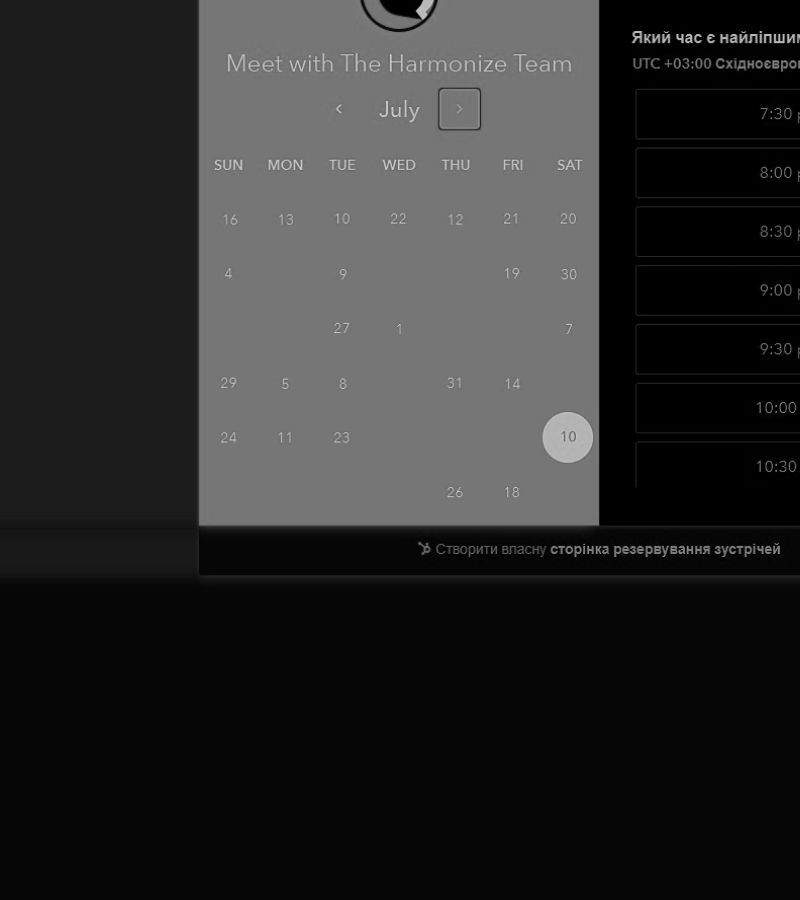 Meet with The Harmonize Team
July
SUN MON TUE WED THU FRI SAT
16 13 10 22 12 21 20
4 9 19 30
27 1 7
29 5 8 31 14
24 11 23 10
26 18
Який час є
UTC +03:00
7:30
8:00
8:30
9:00
9:30
10:00
10:30
Створити власну сторінка резервування зустрічей